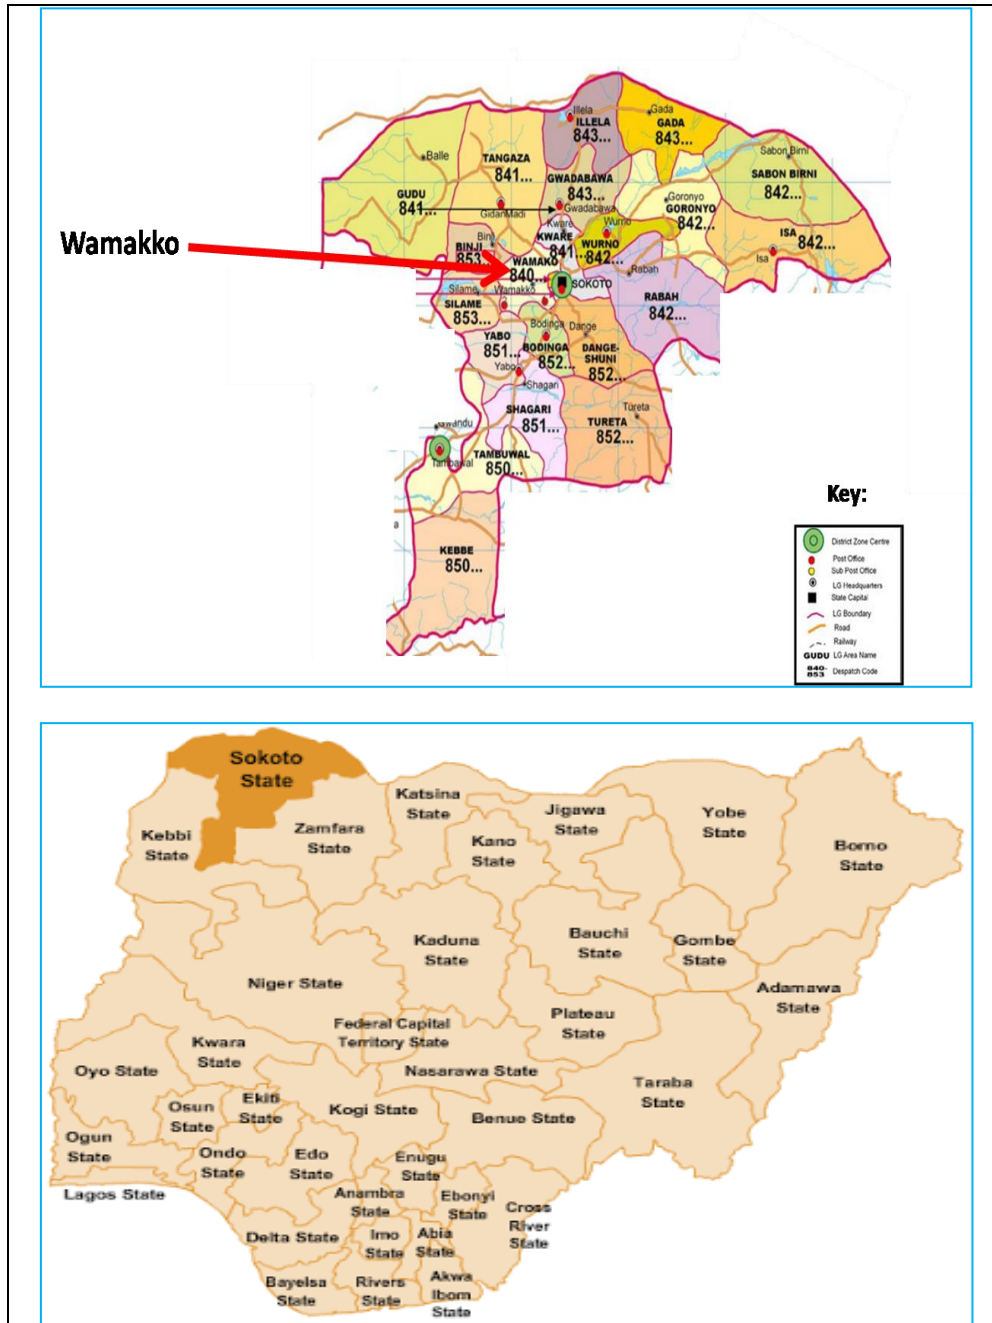 Illela
ILLELA
843...
Gada
GADA
843...
Balle
TANGAZA
841...
Sabon Birni
SABON BIRNI
842...
GWADABAWA
843...
GUDU
841...
GidanMadi
Gwadabawa
Goronyo
GORONYO
842...
Kware
KWARE
841...
Wurno
WURNO
842...
ISA
842...
Isa
Wamakko
Binji
BINJI
853...
WAMAKO
840...
Rabah
SOKOTO
RABAH
842...
Silame
Wamakko
SILAME
853...
YABO
851...
Bodinga
Dange
BODINGA
852...
DANGE-
SHUNI
852...
Yabo
Shagari
SHAGARI
851...
Tureta
TURETA
852...
Tambawal
TAMBUWAL
850...
KEBBE
850...
Key:
District Zone Centre
Post Office
Sub Post Office
LG Headquarters
State Capital
LG Boundary
Road
Railway
GUDU LG Area Name
840-
853 Despatch Code
Sokoto
State
Katsina
State
Jigawa
State
Yobe
State
Kebbi
State
Zamfara
State
Kano
State
Borno
State
Kaduna
State
Bauchi
State
Gombe
State
Niger State
Adamawa
State
Federal Capital
Territory State
Plateau
State
Kwara
State
Oyo State
Nasarawa State
Taraba
State
Osun
State
Ekiti
State
Kogi State
Benue State
Ogun
State
Ondo
State
Edo
State
Enugu
State
Lagos State
Anambra
State
Ebonyi
State
Cross
River
State
Delta State
Imo
State
Abia
State
Bayelsa
State
Rivers
State
Akwa
Ibom
State